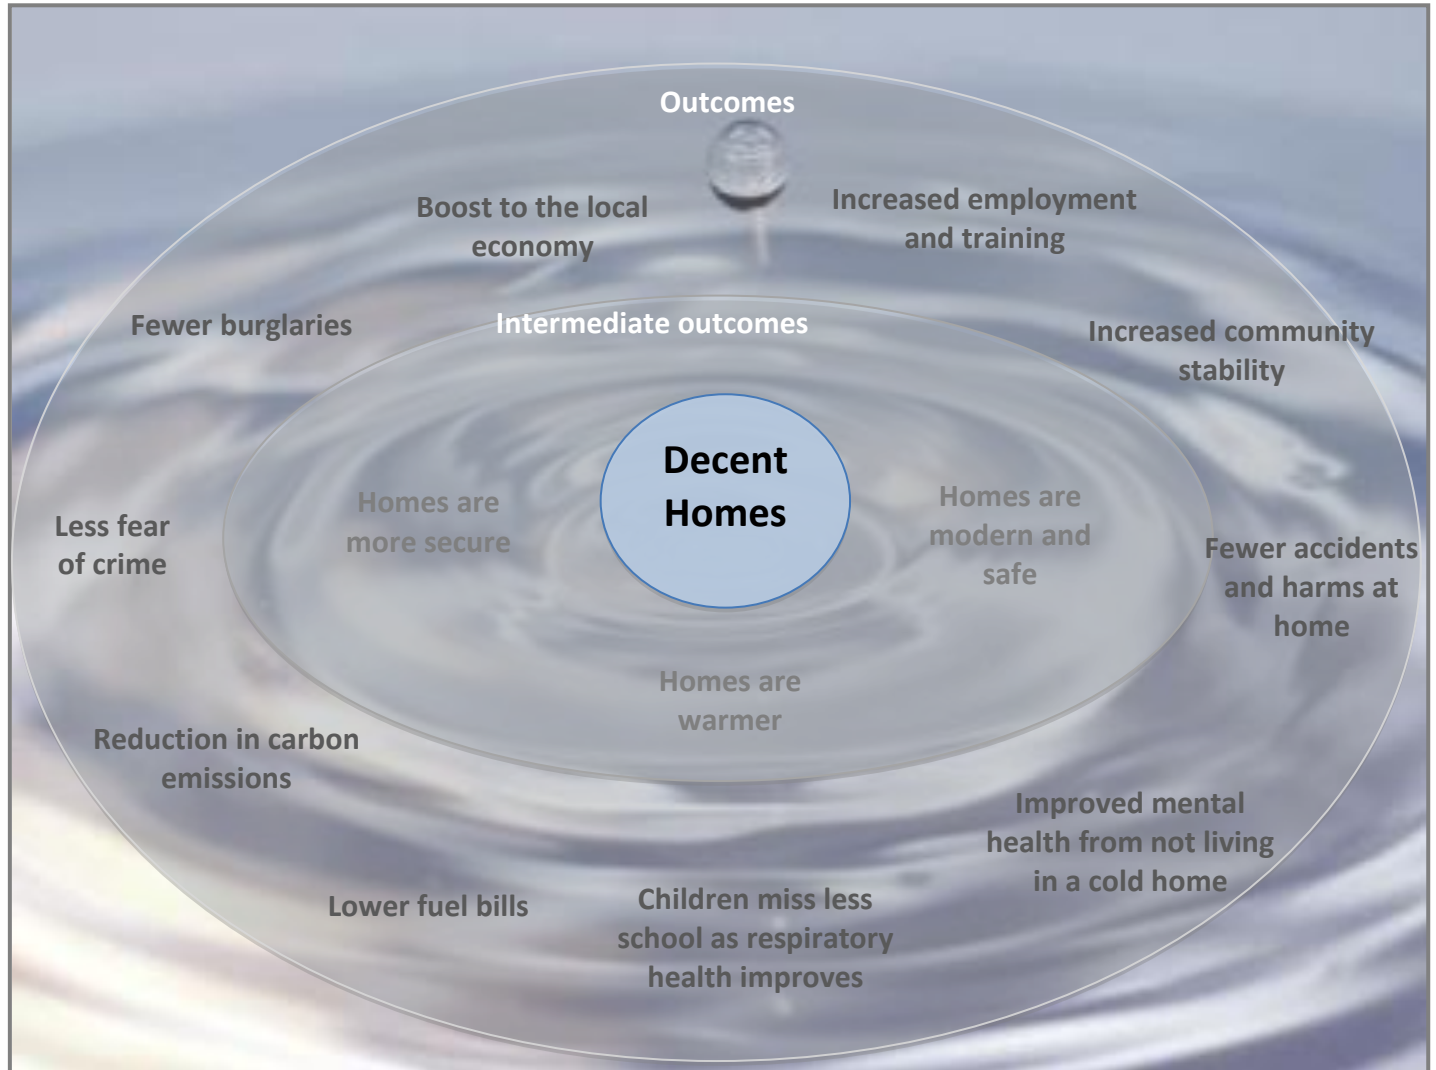 Outcomes
Boost to the local
economy
Increased employment
and training
Fewer burglaries
Intermediate outcomes
Increased community
stability
Decent
Homes
Homes are
more secure
Homes are
modern and
safe
Less fear
of crime
Fewer accidents
and harms at
home
Homes are
warmer
Reduction in carbon
emissions
Improved mental
health from not living
in a cold home
Lower fuel bills
Children miss less
school as respiratory
health improves